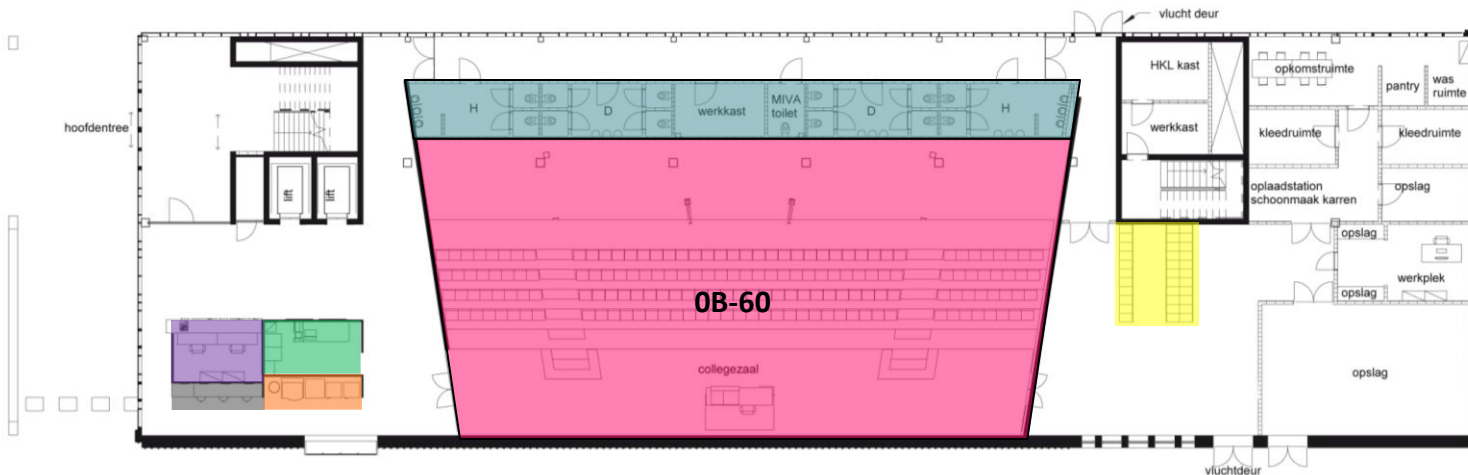 vlucht deur
HKL kast
opkomstruimte
pantry
was
ruimte
H
D
werkkast
MIVA
toilet
D
H
hoofdentree
werkkast
kleedruimte
kleedruimte
lift
lift
oplaadstation
schoonmaak karren
opslag
opslag
werkplek
opslag
0B-60
collegezaal
opslag
vluchtdeur